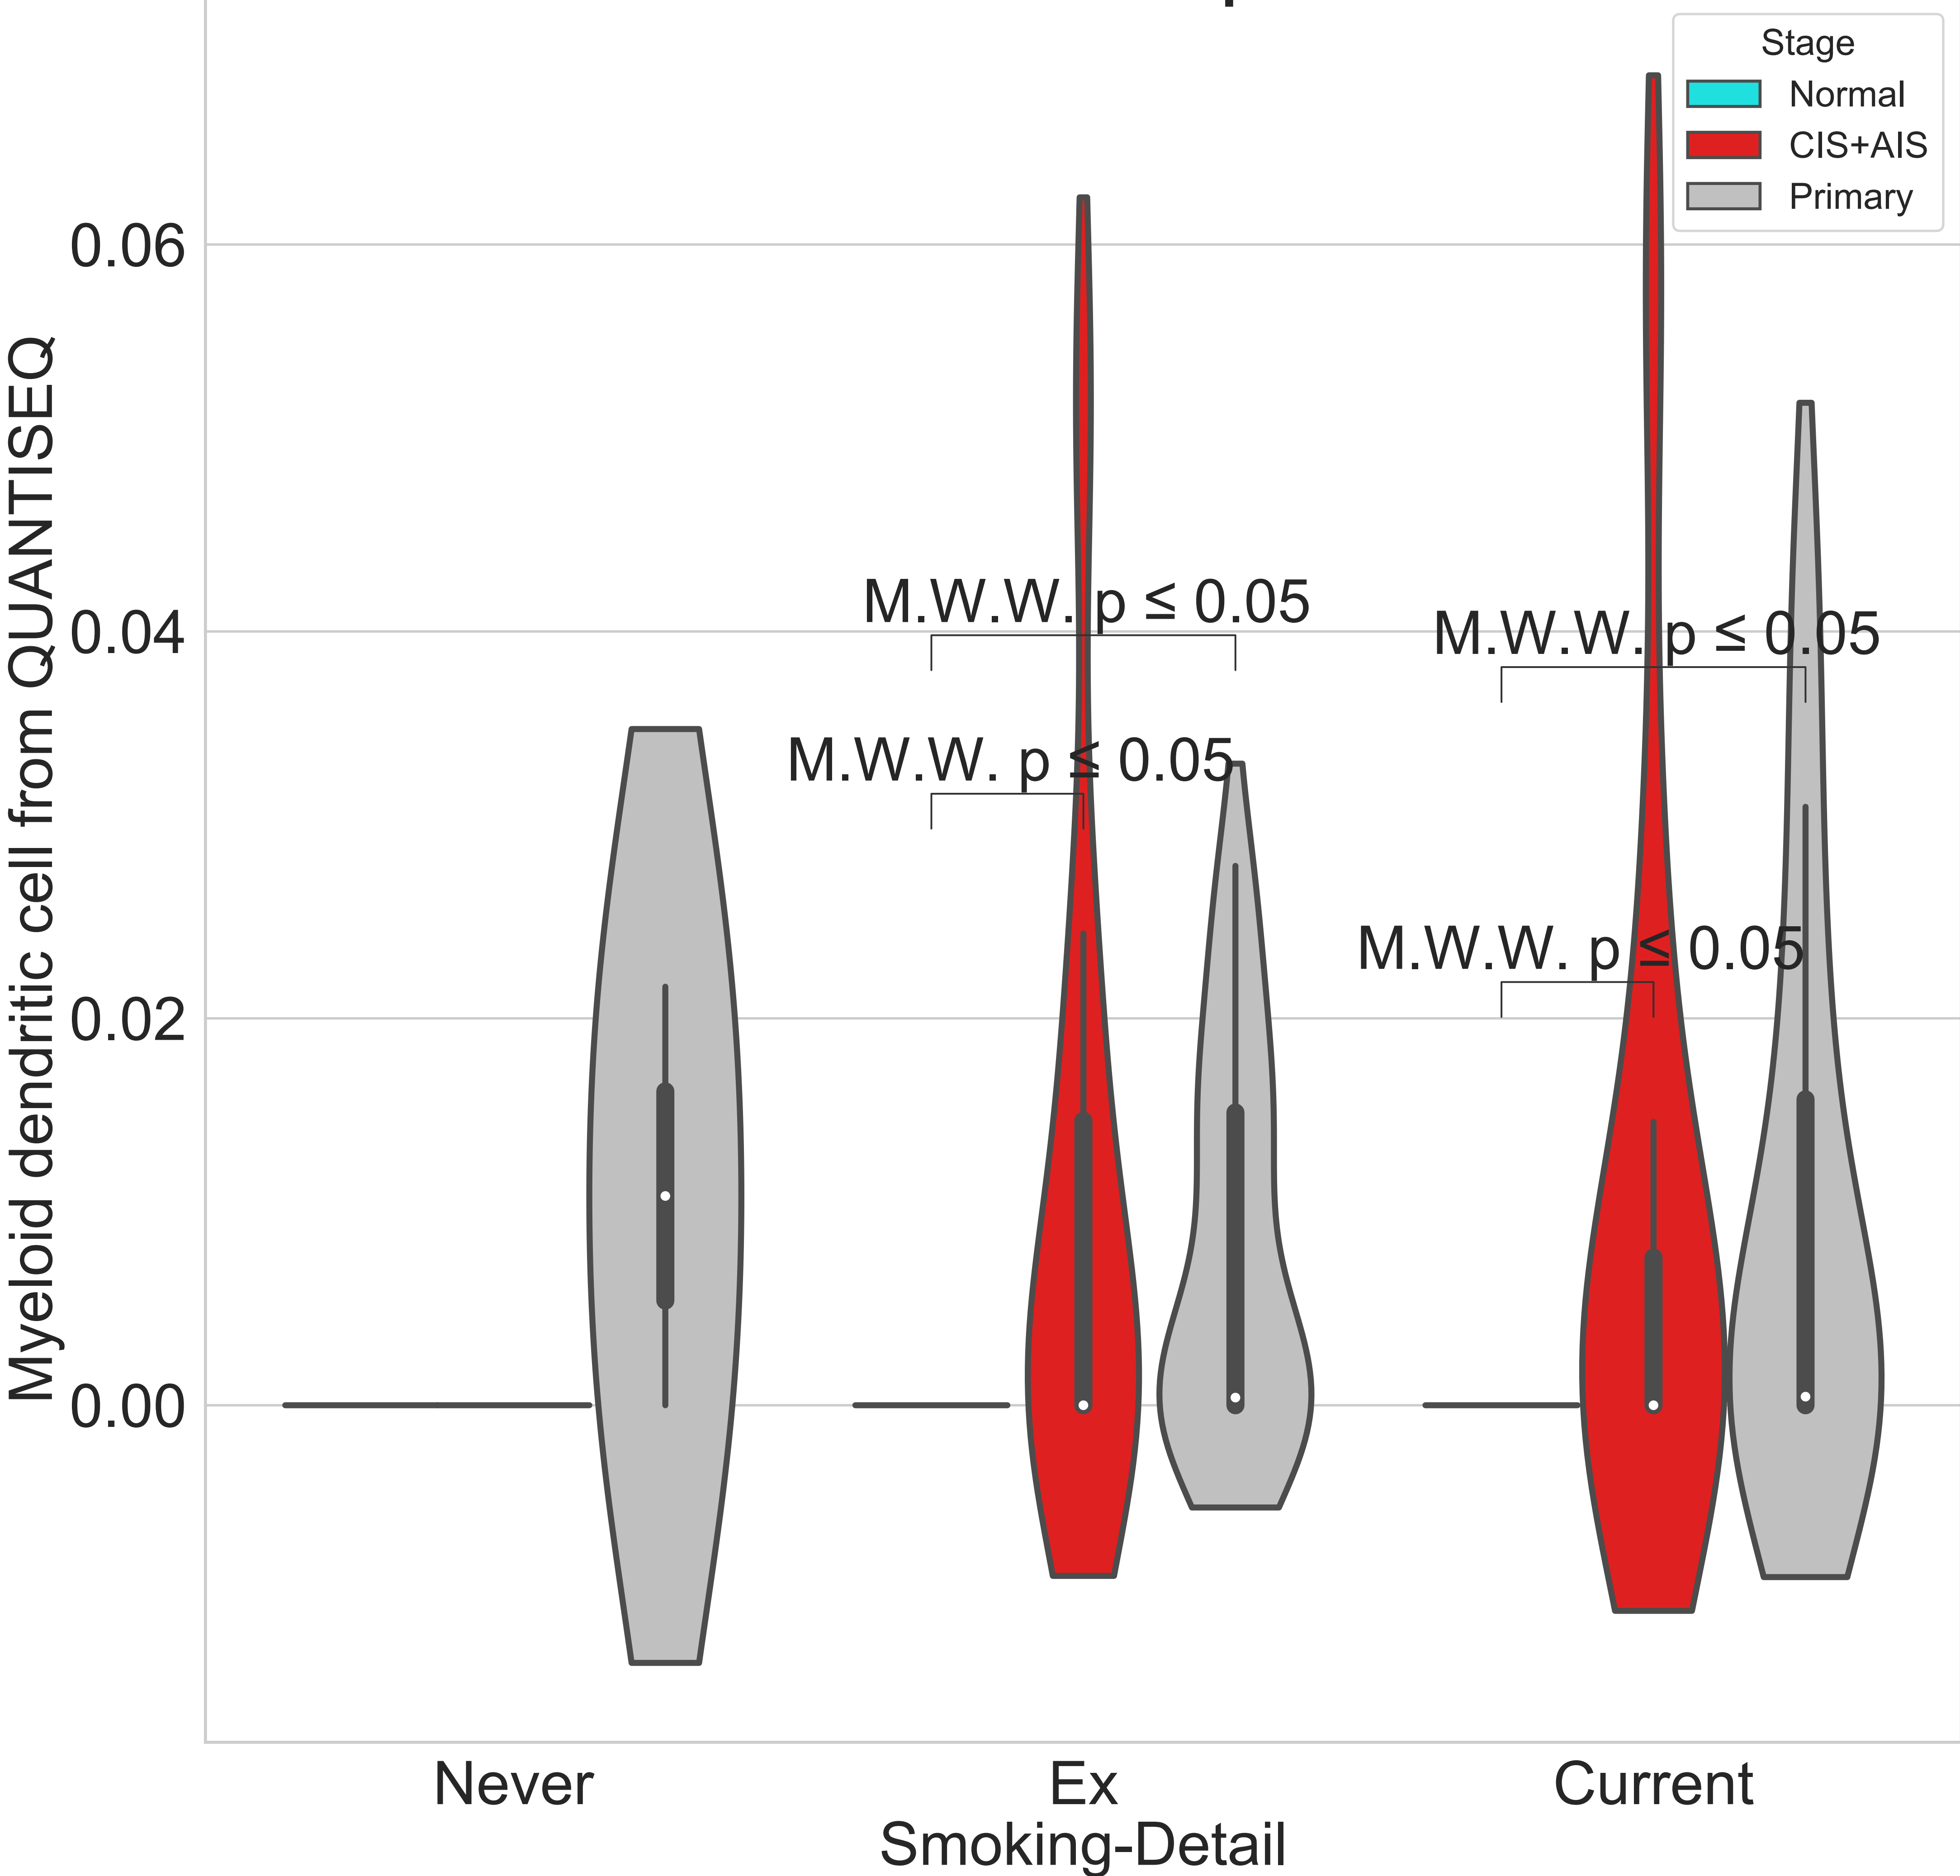 Stage
Normal
CIS+AIS
Primary
0.06
0.04
0.02
0.00
Myeloid dendritic cell from QUANTISEQ
M.W.W. p ≤ 0.05
M.W.W. p ≤ 0.05
M.W.W. p ≤ 0.05
M.W.W. p ≤ 0.05
Never
Ex
Current
Smoking-Detail